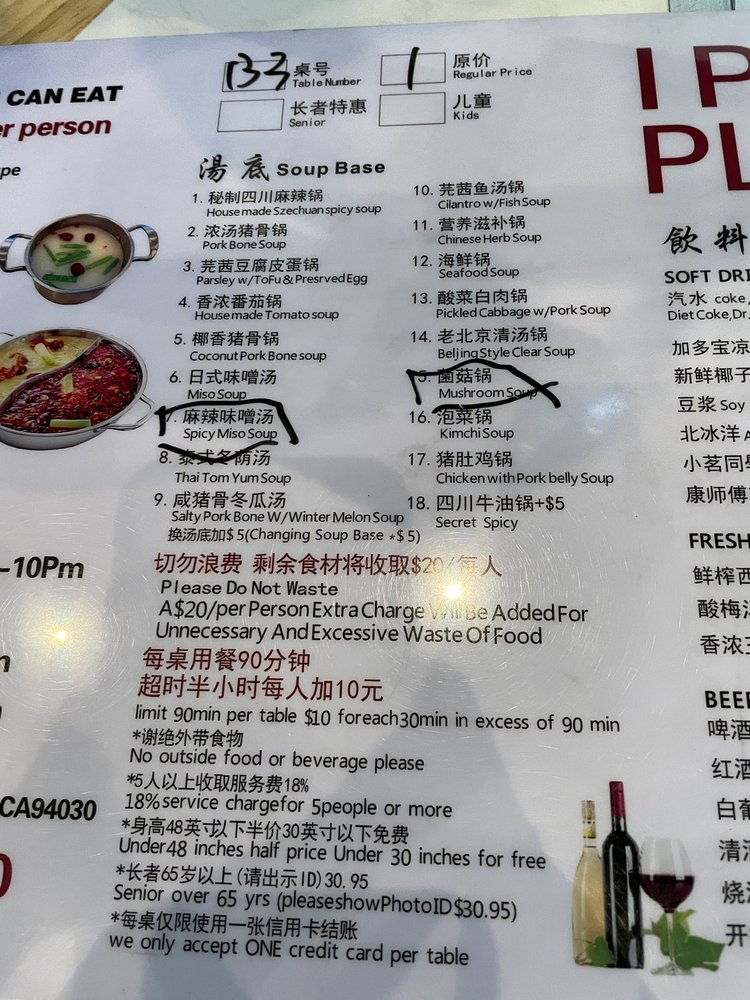 CAN EAT
er person
133
桌号
Table Number
1
原价
Regular Price
长者特惠
Senior
儿童
Kids
湯底 Soup Base
1. 秘制四川麻辣锅
House made Szechuan spicy soup
2. 浓汤猪骨锅
Pork Bone Soup
3. 芫茜豆腐皮蛋锅
Parsley w/ToFu & Presrved Egg
4. 香浓番茄锅
House made Tomato soup
5. 椰香猪骨锅
Coconut Pork Bone soup
6. 日式味噌汤
Miso Soup
7. 麻辣味噌汤
Spicy Miso Soup
8. 泰式冬荫汤
Thai Tom Yum Soup
9. 咸猪骨冬瓜汤
Salty Pork Bone W/Winter Melon Soup
换汤底加$5(Changing Soup Base *$5)
10. 芫茜鱼汤锅
Cilantro w/Fish Soup
11. 营养滋补锅
Chinese Herb Soup
12. 海鲜锅
Seafood Soup
13. 酸菜白肉锅
Pickled Cabbage w/Pork Soup
14. 老北京清汤锅
Beljing Style Clear Soup
5. 菌菇锅
Mushroom Soup
16. 泡菜锅
Kimchi Soup
17. 猪肚鸡锅
Chicken with Pork belly Soup
18. 四川牛油锅+$5
Secret Spicy
切勿浪费 剩余食材将收取$20/每人
Please Do Not Waste
A$20/per Person Extra Charge Will Be Added For
Unnecessary And Excessive Waste Of Food
每桌用餐90分钟
超时半小时每人加10元
limit 90min per table $10 foreach30min in excess of 90 min
*谢绝外带食物
No outside food or beverage please
*5人以上收取服务费18%
18% service chargefor 5people or more
*身高48英寸以下半价30英寸以下免费
Under48 inches half price Under 30 inches for free
*长者65岁以上(请出示ID)30.95
Senior over 65 yrs (pleaseshowPhotoID$30.95)
*每桌仅限使用一张信用卡结账
we only accept ONE credit card per table
-10Pm
CA94030
I P
PL
飲料
SOFT DRI
汽水 coke,
Diet Coke,Dr.
加多宝凉
新鲜椰子
豆浆 Soy
北冰洋 A
小茗同學
康师傅
FRESH
鲜榨西
酸梅汤
香浓玉
BEER
啤酒
红酒
白葡
清酒
烧酒
开